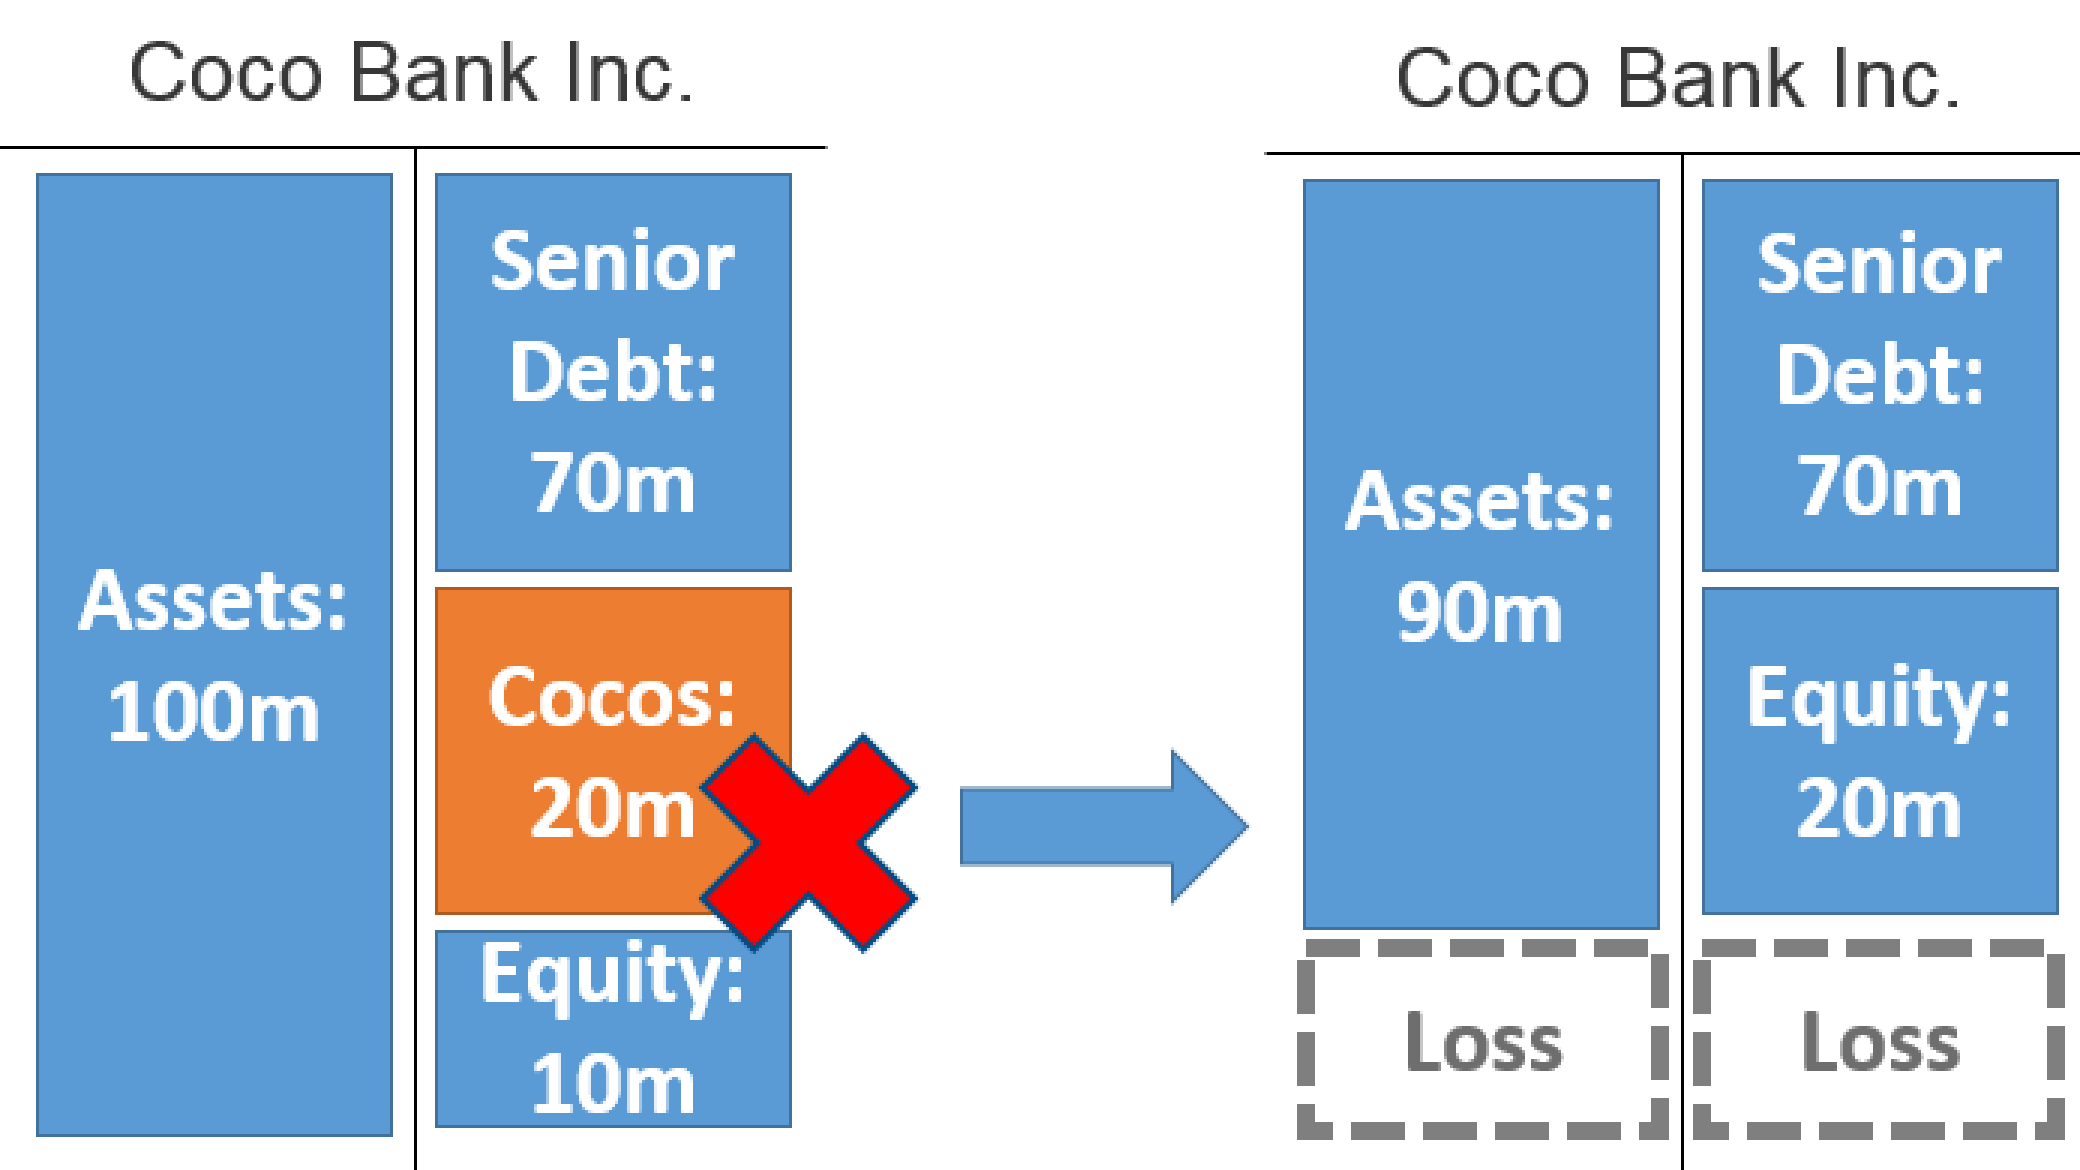 Coco Bank Inc.
Assets:
100m
Senior
Debt:
70m
Cocos:
20m
Equity:
10m
Coco Bank Inc.
Assets:
90m
Loss
Senior
Debt:
70m
Equity:
20m
Loss